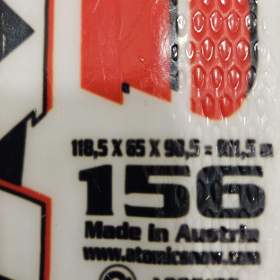 118,5 X 65 X 90,5 =
156
Made in Austria
www.atomicsnow.com